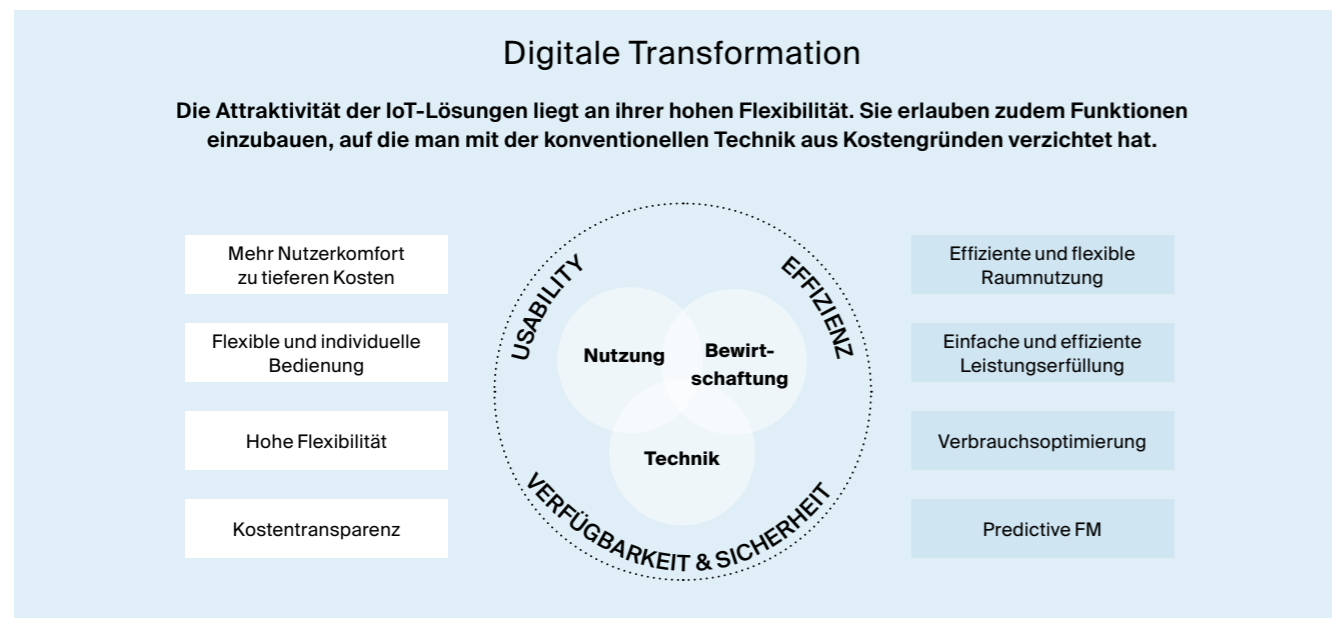 Digitale Transformation
Die Attraktivität der IoT-Lösungen liegt an ihrer hohen Flexibilität. Sie erlauben zudem Funktionen
einzubauen, auf die man mit der konventionellen Technik aus Kostengründen verzichtet hat.
Mehr Nutzerkomfort
zu tieferen Kosten
Flexible und individuelle
Bedienung
Hohe Flexibilität
Kostentransparenz
USABILITY
EFFIZIENZ
Nutzung
Bewirt-
schaftung
Technik
VERFÜGBARKEIT & SICHERHEIT
Effiziente und flexible
Raumnutzung
Einfache und effiziente
Leistungserfüllung
Verbrauchsoptimierung
Predictive FM